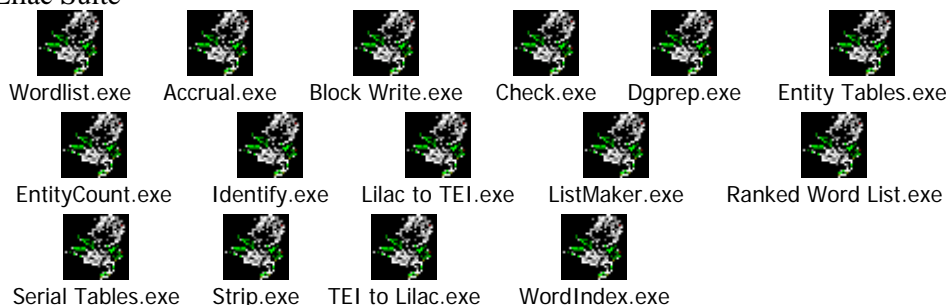 Lilac Suite
Wordlist.exe Accrual.exe Block Write.exe Check.exe Dgprep.exe Entity Tables.exe
EntityCount.exe Identify.exe Lilac to TEI.exe ListMaker.exe Ranked Word List.exe
Serial Tables.exe Strip.exe TEI to Lilac.exe WordIndex.exe